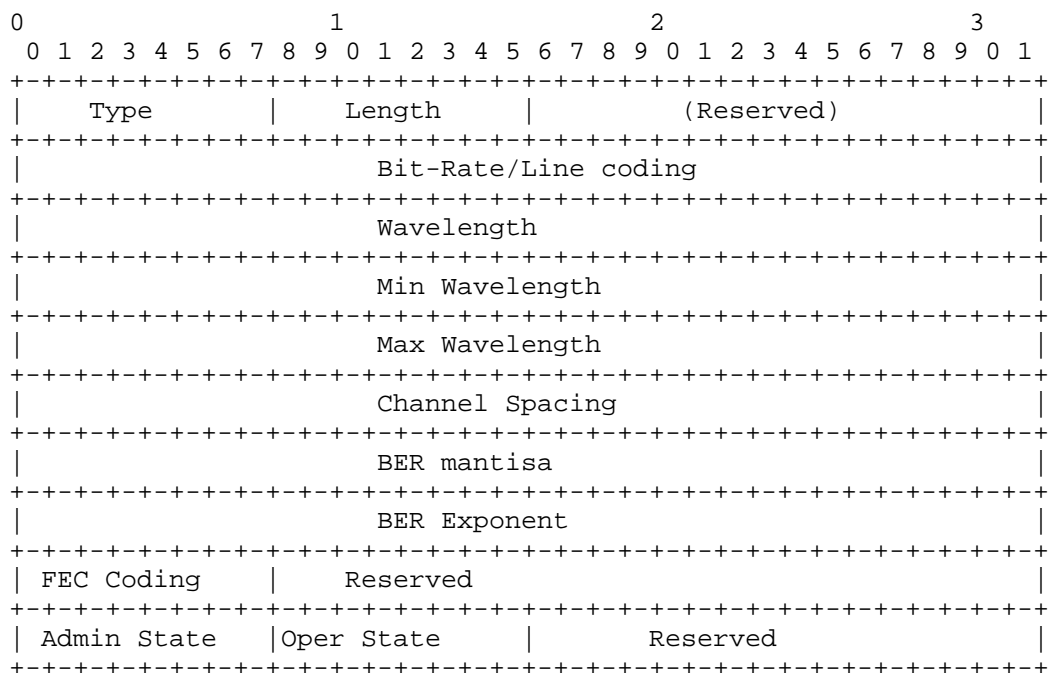 0                   1                   2                   3
 0 1 2 3 4 5 6 7 8 9 0 1 2 3 4 5 6 7 8 9 0 1 2 3 4 5 6 7 8 9 0 1
+-+-+-+-+-+-+-+-+-+-+-+-+-+-+-+-+-+-+-+-+-+-+-+-+-+-+-+-+-+-+-+-+
|    Type       |    Length     |         (Reserved)            |
+-+-+-+-+-+-+-+-+-+-+-+-+-+-+-+-+-+-+-+-+-+-+-+-+-+-+-+-+-+-+-+-+
|                      Bit-Rate/Line coding                     |
+-+-+-+-+-+-+-+-+-+-+-+-+-+-+-+-+-+-+-+-+-+-+-+-+-+-+-+-+-+-+-+-+
|                      Wavelength                               |
+-+-+-+-+-+-+-+-+-+-+-+-+-+-+-+-+-+-+-+-+-+-+-+-+-+-+-+-+-+-+-+-+
|                      Min Wavelength                           |
+-+-+-+-+-+-+-+-+-+-+-+-+-+-+-+-+-+-+-+-+-+-+-+-+-+-+-+-+-+-+-+-+
|                      Max Wavelength                           |
+-+-+-+-+-+-+-+-+-+-+-+-+-+-+-+-+-+-+-+-+-+-+-+-+-+-+-+-+-+-+-+-+
|                      Channel Spacing                          |
+-+-+-+-+-+-+-+-+-+-+-+-+-+-+-+-+-+-+-+-+-+-+-+-+-+-+-+-+-+-+-+-+
|                      BER mantisa                              |
+-+-+-+-+-+-+-+-+-+-+-+-+-+-+-+-+-+-+-+-+-+-+-+-+-+-+-+-+-+-+-+-+
|                      BER Exponent                             |
+-+-+-+-+-+-+-+-+-+-+-+-+-+-+-+-+-+-+-+-+-+-+-+-+-+-+-+-+-+-+-+-+
| FEC Coding    |    Reserved                                   |
+-+-+-+-+-+-+-+-+-+-+-+-+-+-+-+-+-+-+-+-+-+-+-+-+-+-+-+-+-+-+-+-+
| Admin State   |Oper State     |       Reserved                |
+-+-+-+-+-+-+-+-+-+-+-+-+-+-+-+-+-+-+-+-+-+-+-+-+-+-+-+-+-+-+-+-+